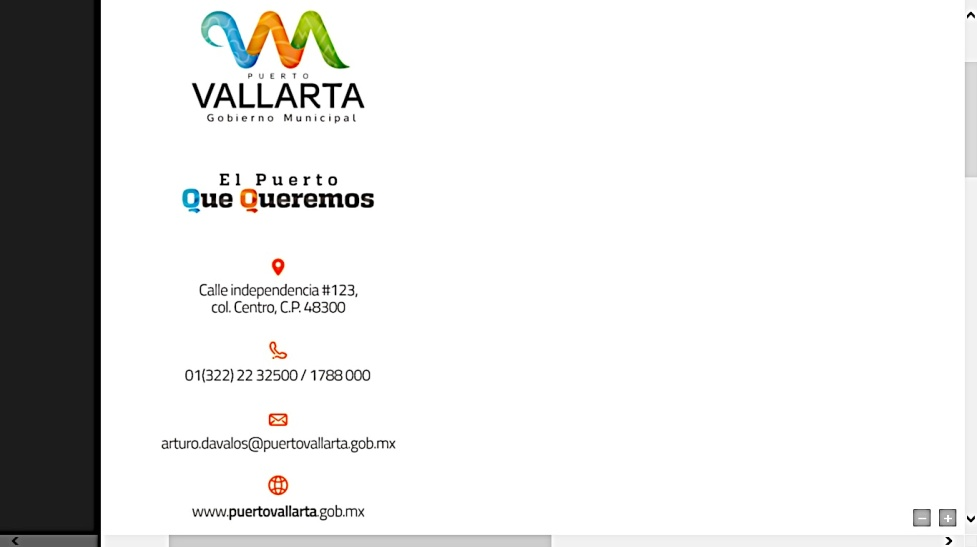 PUERTO
VALLARTA
Gobierno Municipal
El Puerto
Que Queremos
Calle independencia #123,
col. Centro, C.P. 48300
01(322) 22 32500 / 1788 000
arturo.davalos@puertovallarta.gob.mx
www.puertovallarta.gob.mx